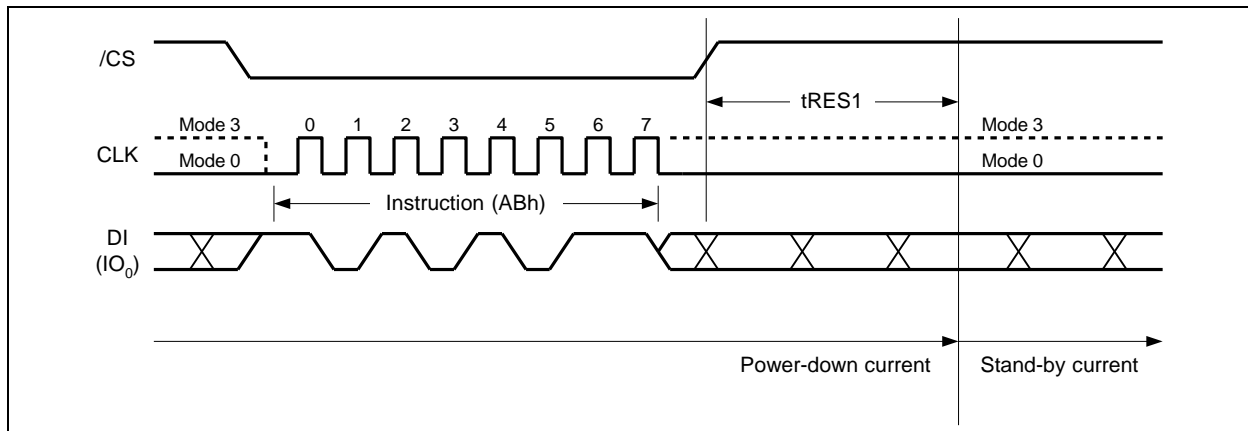 /CS
tRES1
Mode 3
0 1 2 3 4 5 6 7
Mode 3
CLK
Mode 0
Mode 0
Instruction (ABh)
DI
(IO₀)
Power-down current
Stand-by current